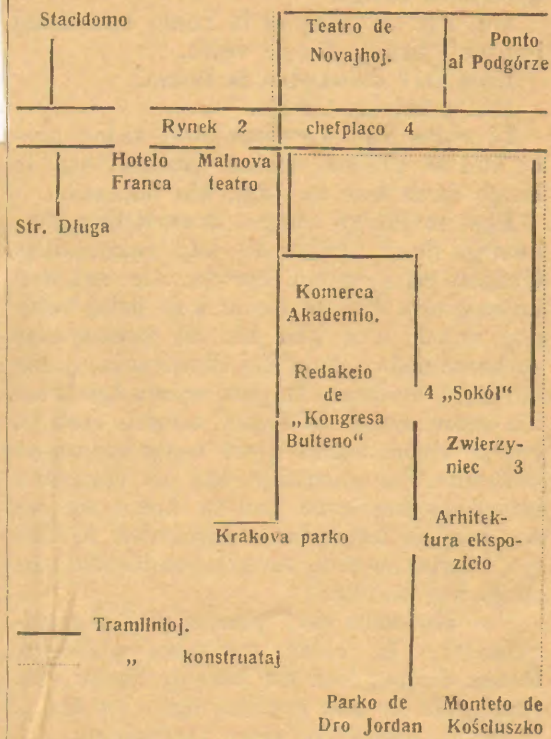 Stacidomo
Teatro de
Novajhoj.
Ponto
al Podgórze
Rynek 2
chefplaco 4
Hotelo
Franca
Malnova
teatro
Str. Długa
Komerca
Akademio.
Redakcio
de
„Kongresa
Bulteno“
4 „Sokól“
Zwierzy-
niec 3
Krakova parko
Arhitek-
tura ekspo-
zicio
Tramlinioj.
„ konstruataj
Parko de
Dro Jordan
Monteto de
Kościuszko